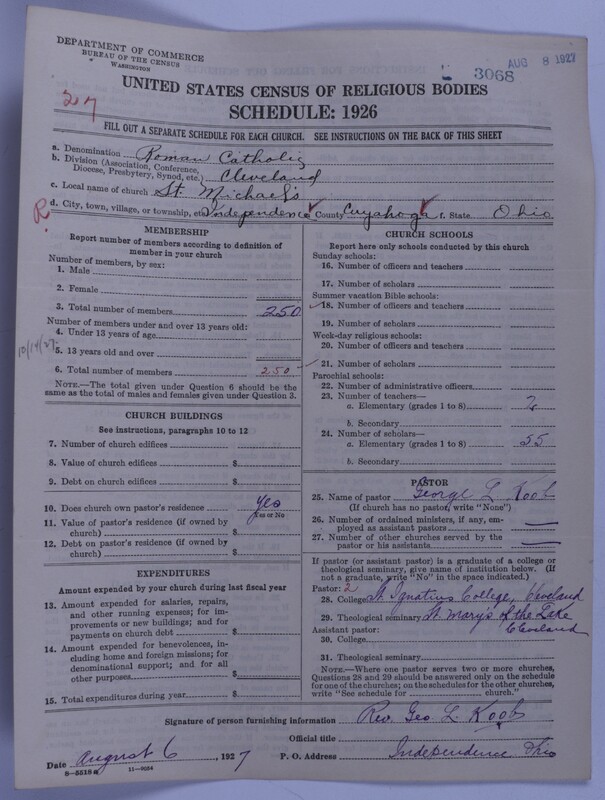 DEPARTMENT OF COMMERCE
BUREAU OF THE CENSUS
WASHINGTON
3068
AUG 8 1927
27
UNITED STATES CENSUS OF RELIGIOUS BODIES
SCHEDULE: 1926
FILL OUT A SEPARATE SCHEDULE FOR EACH CHURCH. SEE INSTRUCTIONS ON THE BACK OF THIS SHEET
a. Denomination Roman Catholic
b. Division (Association, Conference, Diocese, Presbytery, Synod, etc.) Cleveland
c. Local name of church St. Michael's
R d. City, town, village, or township, etc. Independence County Cuyahoga f. State Ohio
MEMBERSHIP
Report number of members according to definition of
member in your church
Number of members, by sex:
1. Male
2. Female
3. Total number of members 250
Number of members under and over 13 years old:
4. Under 13 years of age
10/14/27
5. 13 years old and over
6. Total number of members 250
NOTE.—The total given under Question 6 should be
same as the total of males and females given under Question 3.
CHURCH BUILDINGS
See instructions, paragraphs 10 to 12
7. Number of church edifices
8. Value of church edifices $
9. Debt on church edifices $
10. Does church own pastor's residence Yes
Yes or No
11. Value of pastor's residence (if owned by
church) $
12. Debt on pastor's residence (if owned by
church) $
EXPENDITURES
Amount expended by your church during last fiscal year
13. Amount expended for salaries, repairs,
and other running expenses; for im-
provements or new buildings; and for
payments on church debt $
14. Amount expended for benevolences, in-
cluding home and foreign missions; for
denominational support; and for all
other purposes $
15. Total expenditures during year $
CHURCH SCHOOLS
Report here only schools conducted by this church
Sunday schools:
16. Number of officers and teachers
17. Number of scholars
Summer vacation Bible schools:
18. Number of officers and teachers
19. Number of scholars
Week-day religious schools:
20. Number of officers and teachers
21. Number of scholars
Parochial schools:
22. Number of administrative officers
23. Number of teachers—
a. Elementary (grades 1 to 8) 2
b. Secondary
24. Number of scholars—
a. Elementary (grades 1 to 8) 55
b. Secondary
PASTOR
25. Name of pastor George L. Koob
(If church has no pastor, write "None")
26. Number of ordained ministers, if any, em-
ployed as assistant pastors —
27. Number of other churches served by the
pastor or his assistants —
If pastor (or assistant pastor) is a graduate of a college or
theological seminary, give name of institution below. (If
not a graduate, write "No" in the space indicated.)
Pastor: 2
28. College St. Ignatius College, Cleveland
29. Theological seminary St. Mary's of the Lake
Assistant pastor: Cleveland
30. College
31. Theological seminary
NOTE.—Where one pastor serves two or more churches,
Questions 28 and 29 should be answered only on the schedule
for one of the churches; on the schedules for the other churches,
write "See schedule for church."
Signature of person furnishing information Rev. Geo L. Koob
Official title
Date August 6, 1927 P. O. Address Independence Ohio
8—5518a 11—9034